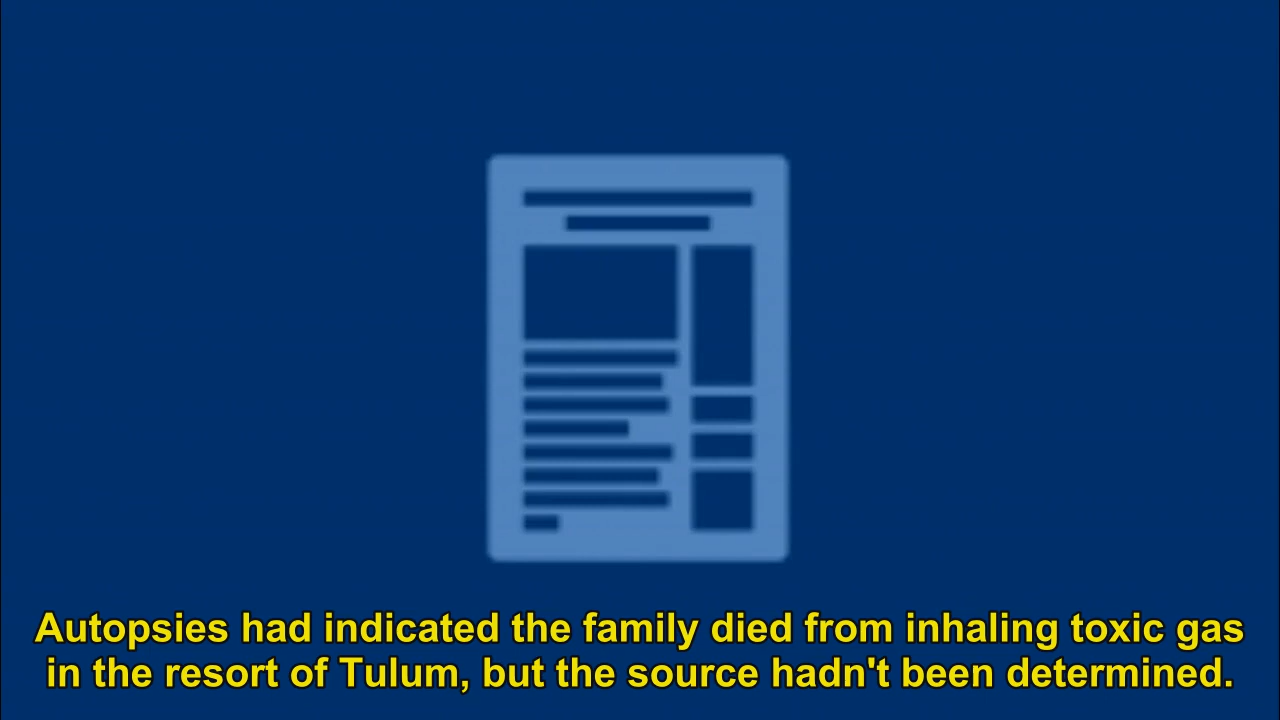 Autopsies had indicated the family died from inhaling toxic gas
in the resort of Tulum, but the source hadn't been determined.